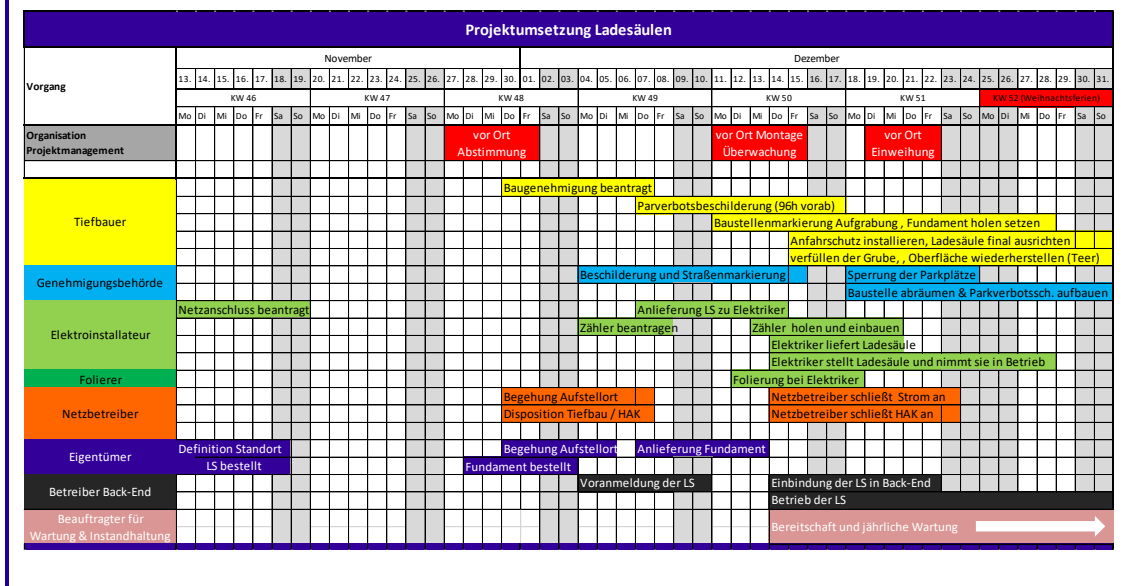 Projektumsetzung Ladesäulen
Vorgang
November Dezember
13. 14. 15. 16. 17. 18. 19. 20. 21. 22. 23. 24. 25. 26. 27. 28. 29. 30. 01. 02. 03. 04. 05. 06. 07. 08. 09. 10. 11. 12. 13. 14. 15. 16. 17. 18. 19. 20. 21. 22. 23. 24. 25. 26. 27. 28. 29. 30. 31.
KW 46 KW 47 KW 48 KW 49 KW 50 KW 51 KW 52 (Weihnachtsferien)
Mo Di Mi Do Fr Sa So Mo Di Mi Do Fr Sa So Mo Di Mi Do Fr Sa So Mo Di Mi Do Fr Sa So Mo Di Mi Do Fr Sa So Mo Di Mi Do Fr Sa So Mo Di Mi Do Fr Sa So
Organisation
Projektmanagement
vor Ort
Abstimmung
vor Ort Montage
Überwachung
vor Ort
Einweihung
Tiefbauer
Baugenehmigung beantragt
Parverbotsbeschilderung (96h vorab)
Baustellenmarkierung Aufgrabung , Fundament holen setzen
Anfahrschutz installieren, Ladesäule final ausrichten
verfüllen der Grube, , Oberfläche wiederherstellen (Teer)
Genehmigungsbehörde
Beschilderung und Straßenmarkierung Sperrung der Parkplätze
Baustelle abräumen & Parkverbotssch. aufbauen
Elektroinstallateur
Netzanschluss beantragt Anlieferung LS zu Elektriker
Zähler beantragen Zähler holen und einbauen
Elektriker liefert Ladesäule
Elektriker stellt Ladesäule und nimmt sie in Betrieb
Folierer Folierung bei Elektriker
Netzbetreiber
Begehung Aufstellort Netzbetreiber schließt Strom an
Disposition Tiefbau / HAK Netzbetreiber schließt HAK an
Eigentümer
Definition Standort Begehung Aufstellort Anlieferung Fundament
LS bestellt Fundament bestellt
Betreiber Back-End
Voranmeldung der LS Einbindung der LS in Back-End
Betrieb der LS
Beauftragter für
Wartung & Instandhaltung
Bereitschaft und jährliche Wartung